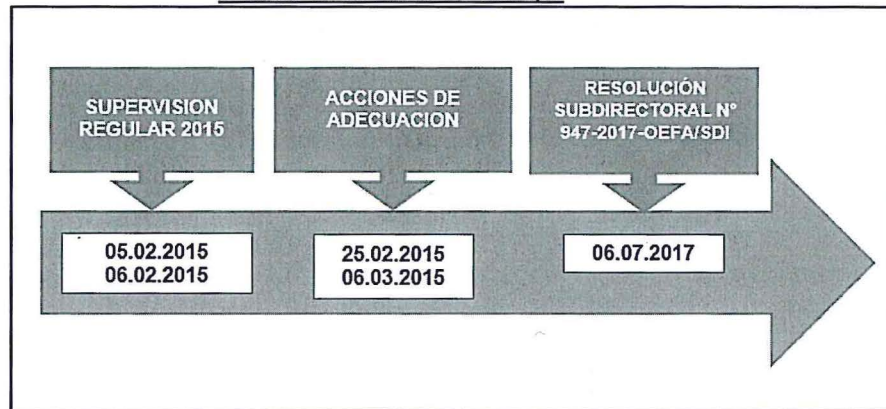 SUPERVISION
REGULAR 2015
ACCIONES DE
ADECUACION
RESOLUCIÓN
SUBDIRECTORAL N°
947-2017-OEFA/SDI
05.02.2015
06.02.2015
25.02.2015
06.03.2015
06.07.2017